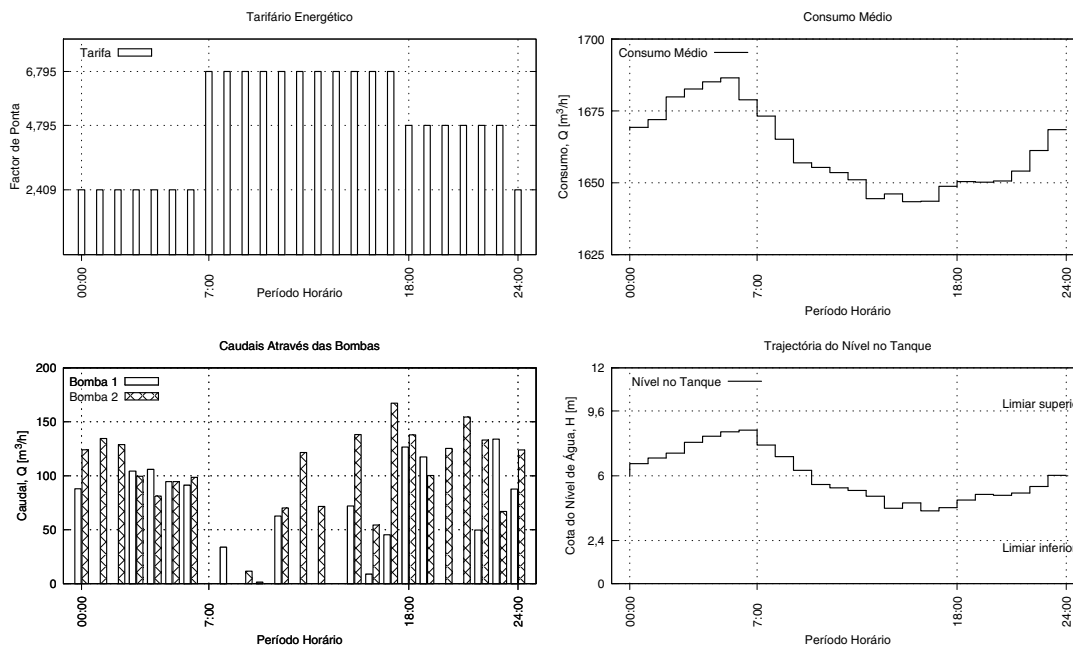 Tarifário Energético
Tarifa
6,795
4,795
2,409
Factor de Ponta
00:00
7:00
18:00
24:00
Período Horário
Consumo Médio
Consumo Médio
1700
1675
1650
1625
Consumo, Q [m³/h]
00:00
7:00
18:00
24:00
Período Horário
Caudais Através das Bombas
Bomba 1
Bomba 2
200
150
100
50
0
Caudal, Q [m³/h]
00:00
7:00
18:00
24:00
Período Horário
Trajectória do Nível no Tanque
Nível no Tanque
12
9,6
6
2,4
0
Limiar superio
Limiar inferior
Cota do Nível de Água, H [m]
00:00
7:00
18:00
24:00
Período Horário